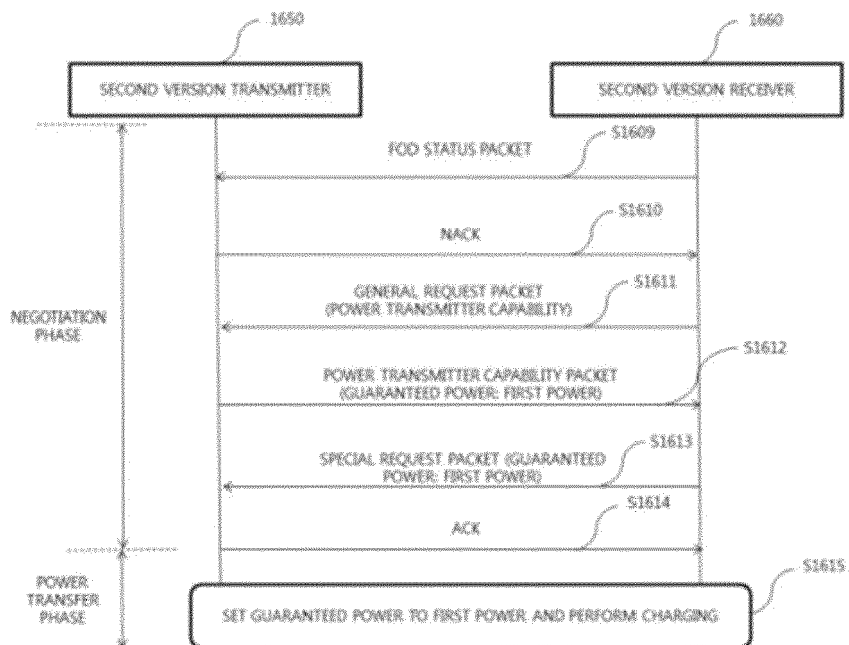 1650
1660
SECOND VERSION TRANSMITTER
SECOND VERSION RECEIVER
FOD STATUS PACKET
S1609
NACK
S1610
GENERAL REQUEST PACKET
(POWER TRANSMITTER CAPABILITY)
S1611
NEGOTIATION
PHASE
POWER TRANSMITTER CAPABILITY PACKET
(GUARANTEED POWER: FIRST POWER)
S1612
SPECIAL REQUEST PACKET (GUARANTEED
POWER: FIRST POWER)
S1613
ACK
S1614
POWER
TRANSFER
PHASE
SET GUARANTEED POWER TO FIRST POWER AND PERFORM CHARGING
S1615